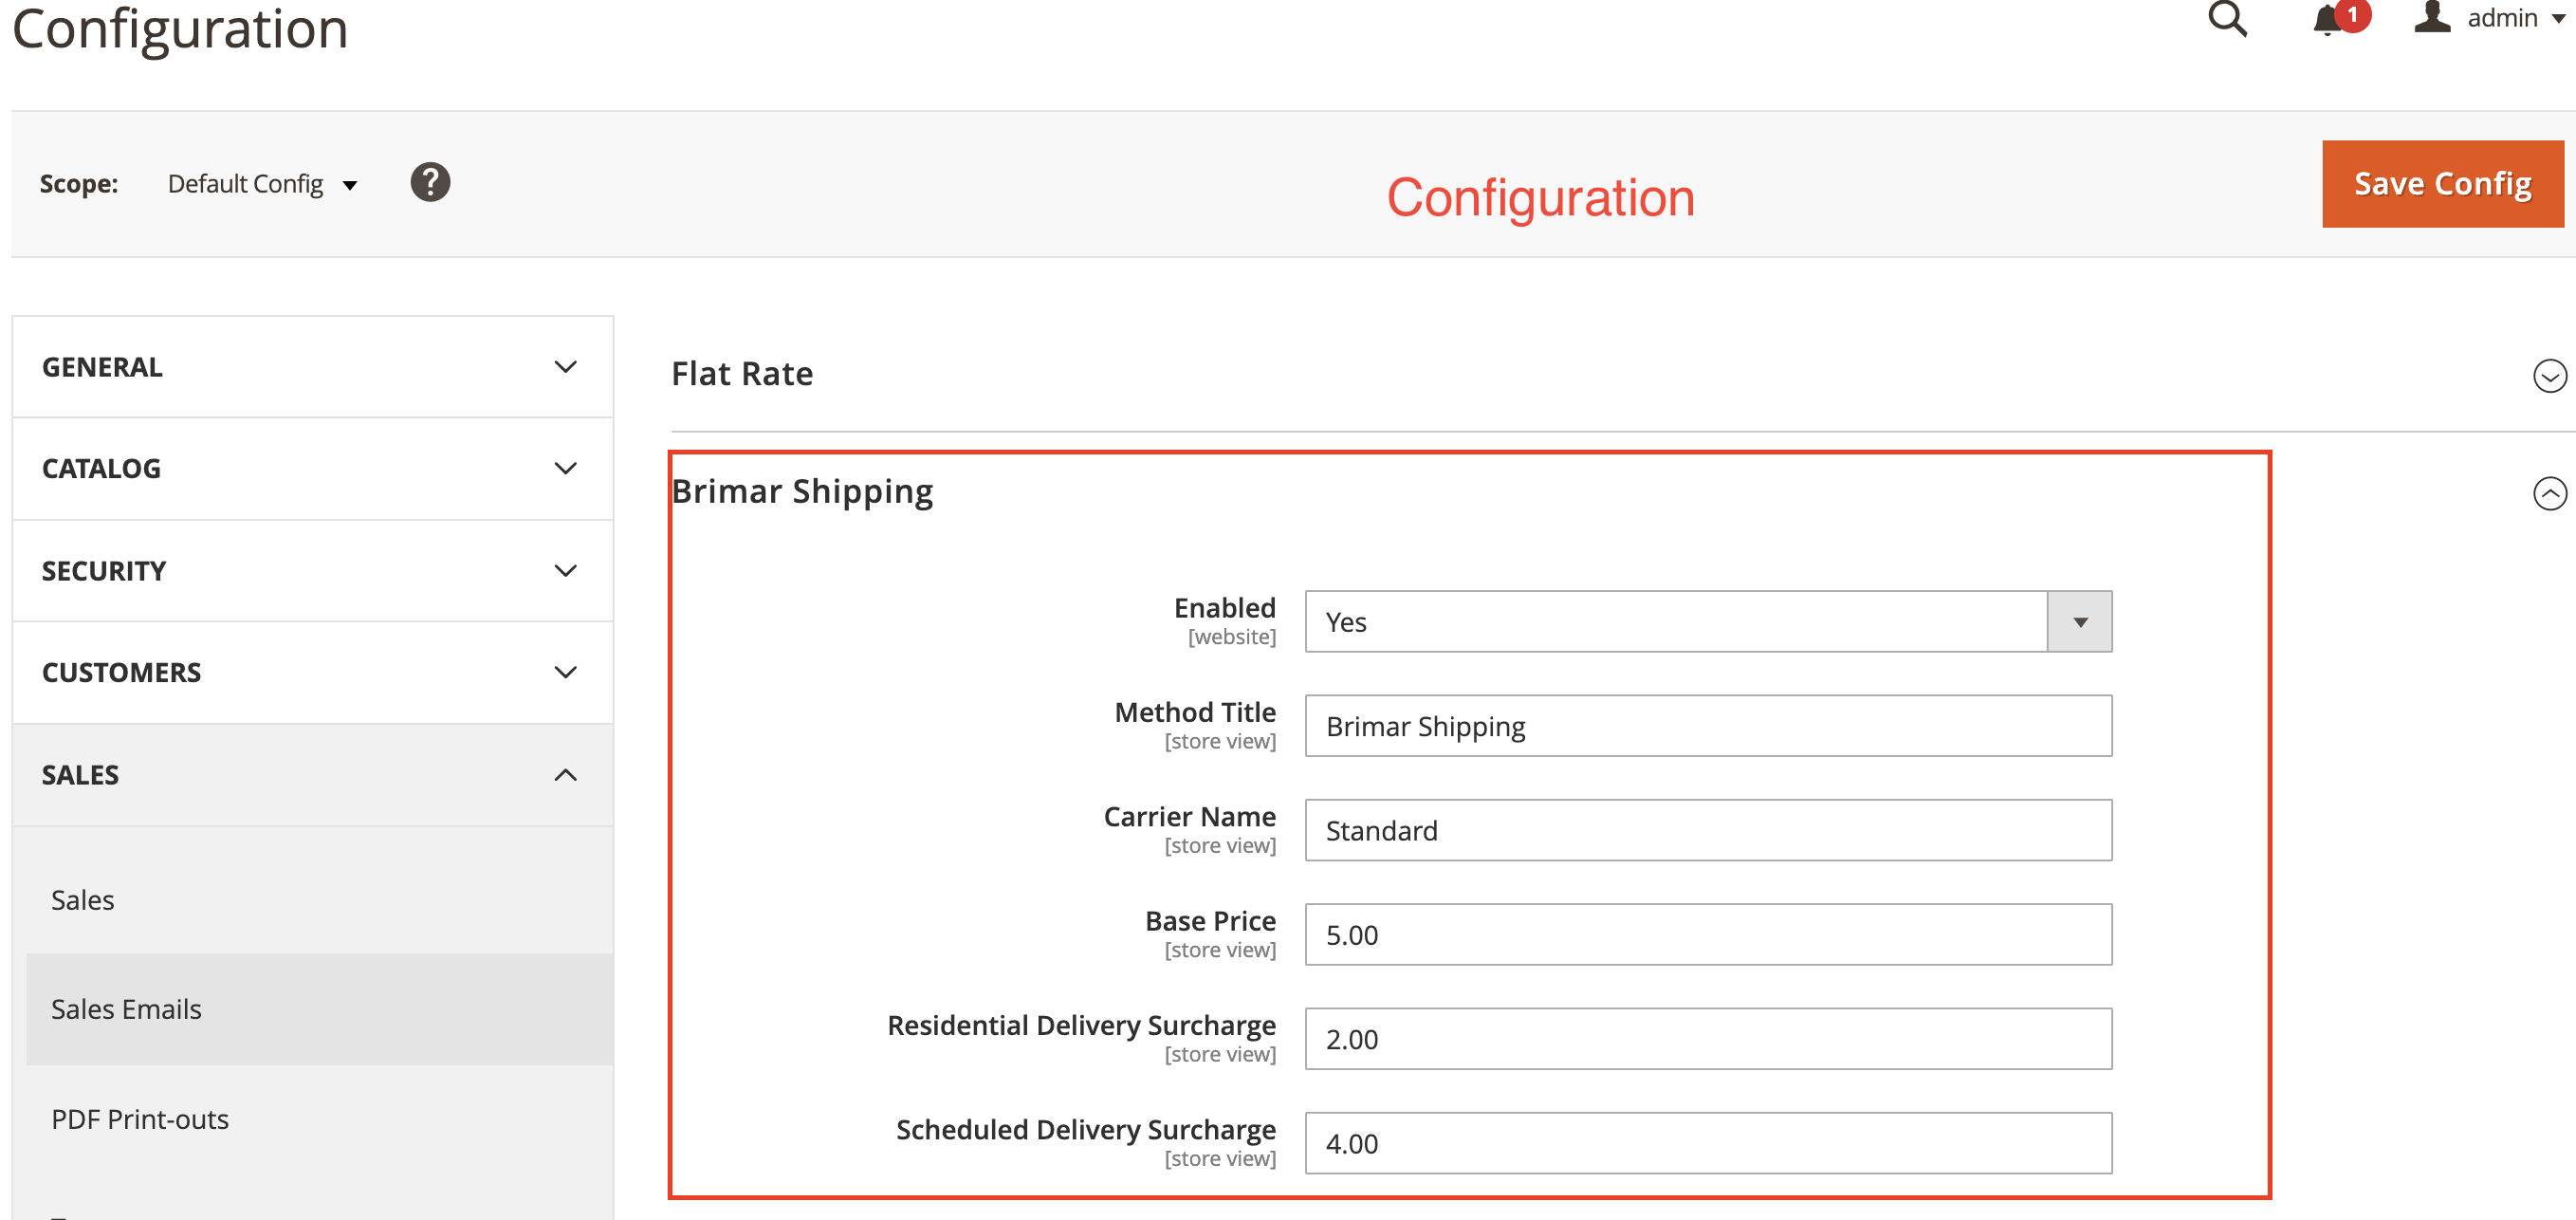 Configuration
1
admin
Scope:
Default Config
?
Configuration
Save Config
GENERAL
CATALOG
SECURITY
CUSTOMERS
SALES
Sales
Sales Emails
PDF Print-outs
Flat Rate
Brimar Shipping
Enabled
[website]
Yes
Method Title
[store view]
Brimar Shipping
Carrier Name
[store view]
Standard
Base Price
[store view]
5.00
Residential Delivery Surcharge
[store view]
2.00
Scheduled Delivery Surcharge
[store view]
4.00